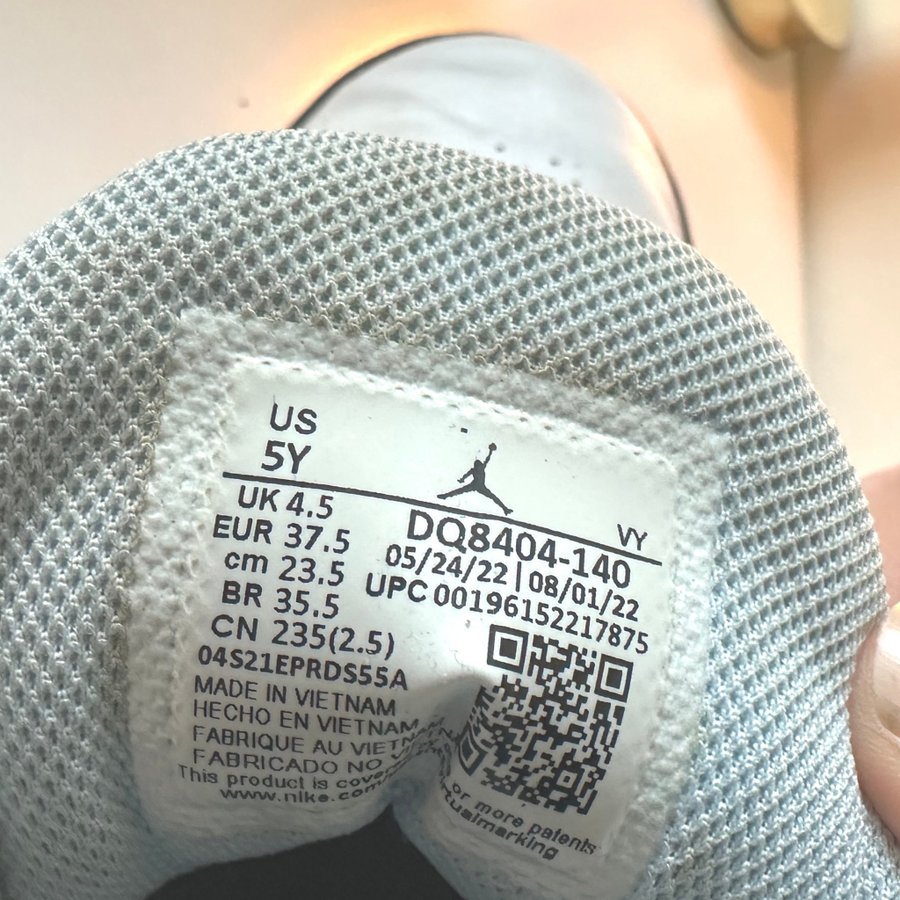 US
5Y
VY
UK 4.5
EUR 37.5
cm 23.5
BR 35.5
CN 235(2.5)
04S21EPRDS55A
MADE IN VIETNAM
HECHO EN VIETNAM
FABRIQUE AU VIETNAM
FABRICADO NO
This product is
www.nike.com
DQ8404-140
05/24/22 | 08/01/22
UPC 00196152217875
or more patents